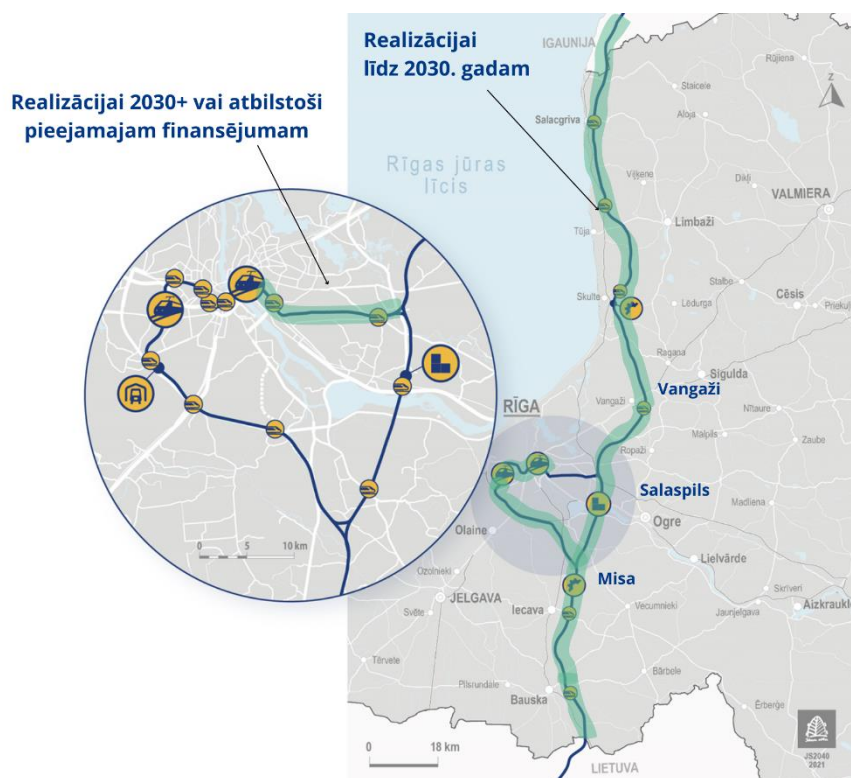 Realizācijai
līdz 2030. gadam
Realizācijai 2030+ vai atbilstoši
pieejamajam finansējumam
IGAUNIJA
Rūjiena
Z
Staicele
Salacgrīva
Aloja
Rīgas jūras
līcis
Viļķene
Dikļi
VALMIERA
Limbaži
Tūja
Stalbe
Cēsis
Skulte
Lēdurga
Priekuļi
Ragana
Vangaži
Sigulda
RĪGA
Vangaži
Nītaure
Mālpils
Zaube
Ropaži
Salaspils
Madliena
Ogre
Olaine
Lielvārde
Ozolnieki
Misa
Skrīveri
JELGAVA
Iecava
Vecumnieki
Jaunjelgava
Aizkraukle
Svēte
Tērvete
Bārbele
Pilsrundāle
Bauska
Ērberģe
0 5 10 km
0 18 km
LIETUVA
JS2040
2021